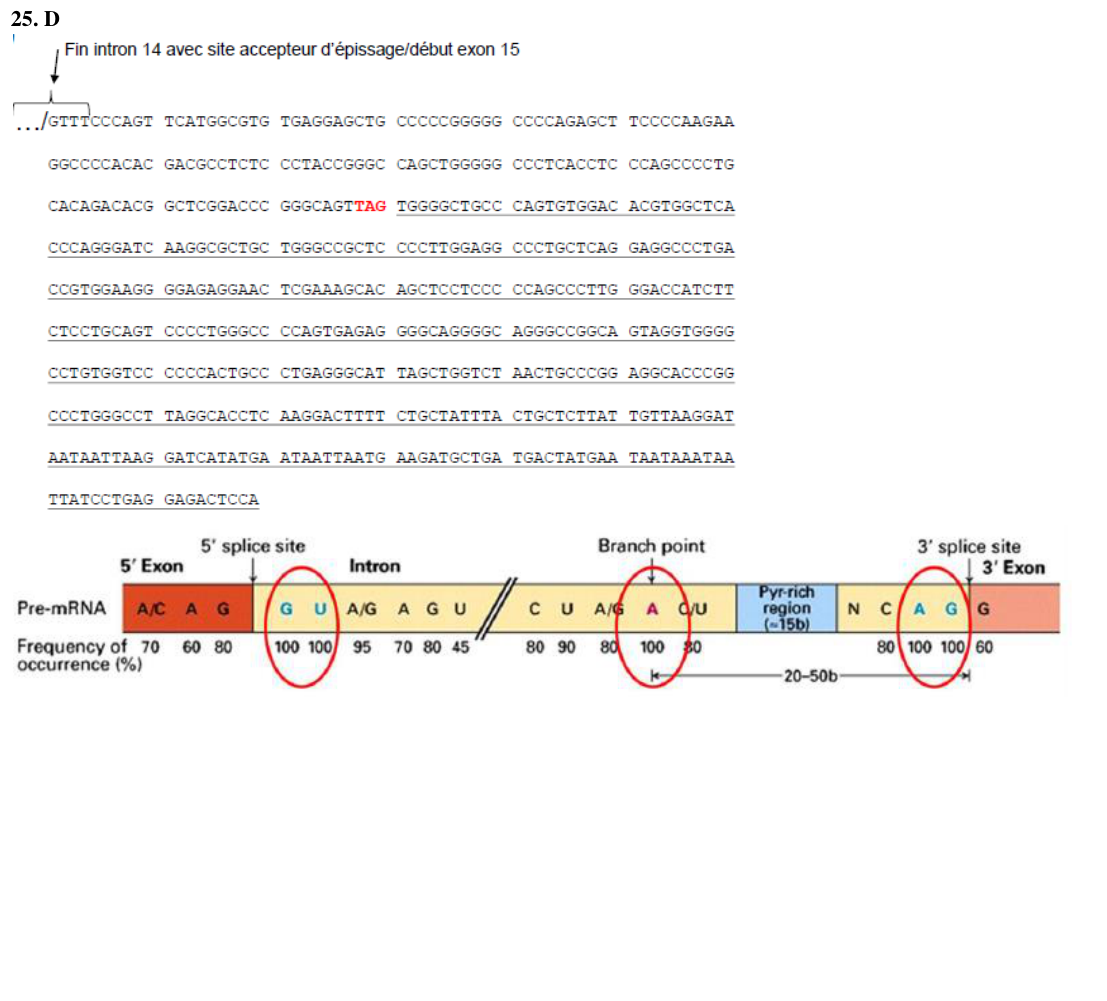 25. D
Fin intron 14 avec site accepteur d'épissage/début exon 15
.../GTTTCCCAGT TCATGGCGTG TGAGGAGCTG CCCCCGGGGG CCCCAGAGCT TCCCCAAGAA
GGCCCCACAC GACGCCTCTC CCTACCGGGC CAGCTGGGGG CCCTCACCTC CCAGCCCCTG
CACAGACACG GCTCGGACCC GGGCAGTTAG TGGGGCTGCC CAGTGTGGAC ACGTGGCTCA
CCCAGGGATC AAGGCGCTGC TGGGCCGCTC CCCTTGGAGG CCCTGCTCAG GAGGCCCTGA
CCGTGGAAGG GGAGAGGAAC TCGAAAGCAC AGCTCCTCCC CCAGCCCTTG GGACCATCTT
CTCCTGCAGT CCCCTGGGCC CCAGTGAGAG GGGCAGGGGC AGGGCCGGCA GTAGGTGGGG
CCTGTGGTCC CCCCACTGCC CTGAGGGCAT TAGCTGGTCT AACTGCCCGG AGGCACCCGG
CCCTGGGCCT TAGGCACCTC AAGGACTTTT CTGCTATTTA CTGCTCTTAT TGTTAAGGAT
AATAATTAAG GATCATATGA ATAATTAATG AAGATGCTGA TGACTATGAA TAATAAATAA
TTATCCTGAG GAGACTCCA
5′ splice site Branch point 3′ splice site
5′ Exon Intron 3′ Exon
Pre-mRNA A/C A G G U A/G A G U C U A/G A C/U Pyr-rich region (≈15b) N C A G G
Frequency of occurrence (%) 70 60 80 100 100 95 70 80 45 80 90 80 100 80 80 100 100 60
20–50b